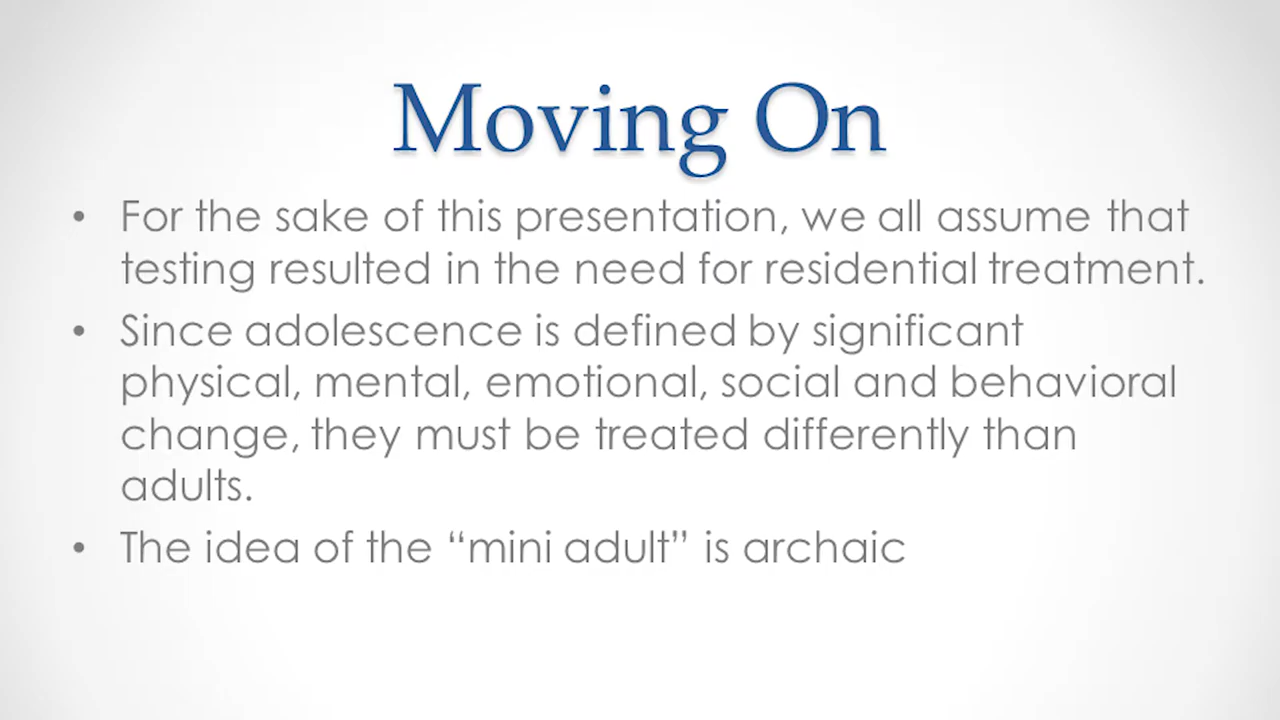 Moving On
• For the sake of this presentation, we all assume that
testing resulted in the need for residential treatment.
• Since adolescence is defined by significant
physical, mental, emotional, social and behavioral
change, they must be treated differently than
adults.
• The idea of the “mini adult” is archaic